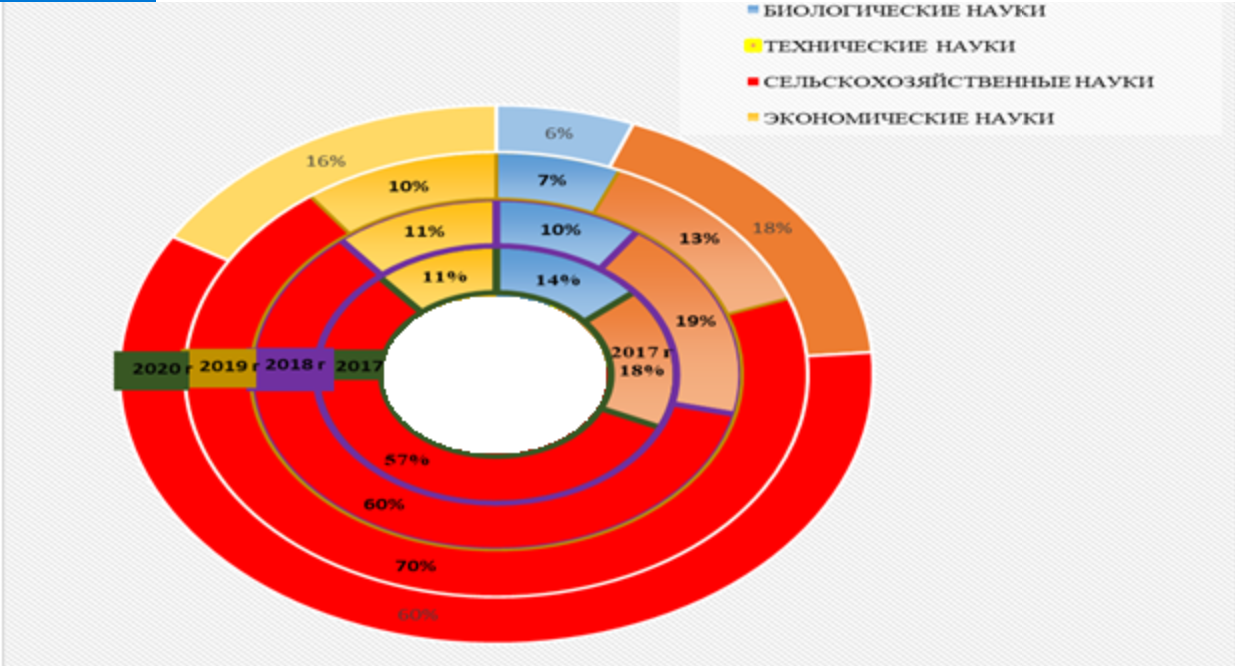 БИОЛОГИЧЕСКИЕ НАУКИ
ТЕХНИЧЕСКИЕ НАУКИ
СЕЛЬСКОХОЗЯЙСТВЕННЫЕ НАУКИ
ЭКОНОМИЧЕСКИЕ НАУКИ
6%
16%
7%
10%
18%
10%
11%
13%
14%
11%
19%
2017 г
18%
2020 г
2019 г
2018 г
2017
57%
60%
70%
60%